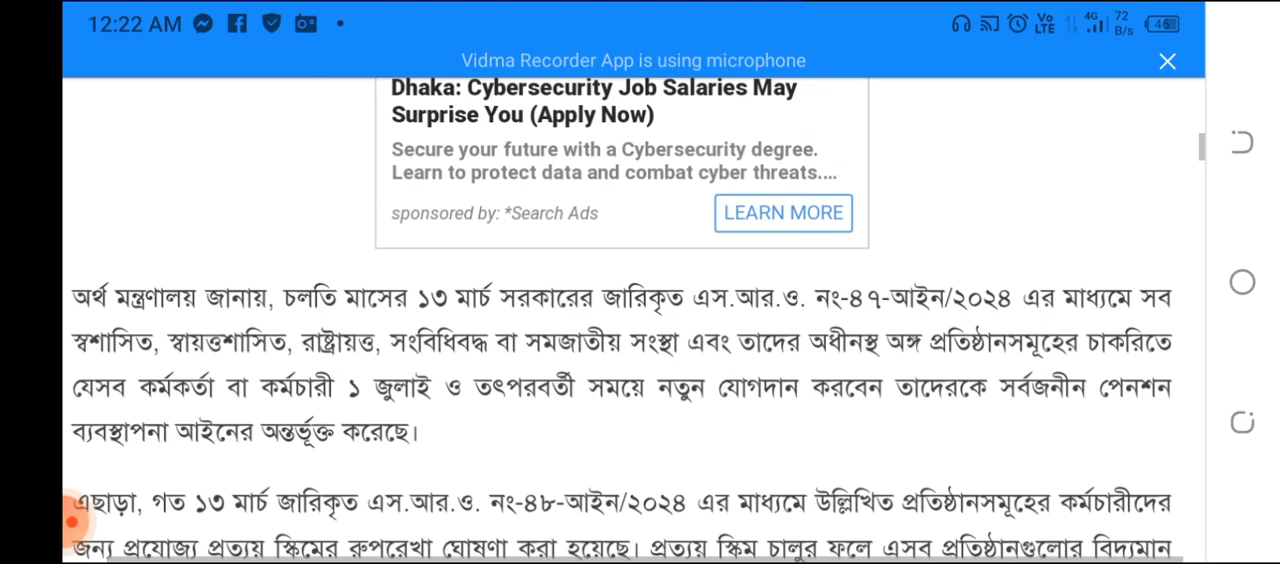 12:22 AM
Vo LTE 4G 72 B/s 46
Vidma Recorder App is using microphone
Dhaka: Cybersecurity Job Salaries May
Surprise You (Apply Now)
Secure your future with a Cybersecurity degree.
Learn to protect data and combat cyber threats....
sponsored by: *Search Ads
LEARN MORE
অর্থ মন্ত্রণালয় জানায়, চলতি মাসের ১৩ মার্চ সরকারের জারিকৃত এস.আর.ও. নং-৪৭-আইন/২০২৪ এর মাধ্যমে সব
স্বশাসিত, স্বায়ত্তশাসিত, রাষ্ট্রায়ত্ত, সংবিধিবদ্ধ বা সমজাতীয় সংস্থা এবং তাদের অধীনস্থ অঙ্গ প্রতিষ্ঠানসমূহের চাকরিতে
যেসব কর্মকর্তা বা কর্মচারী ১ জুলাই ও তৎপরবর্তী সময়ে নতুন যোগদান করবেন তাদেরকে সর্বজনীন পেনশন
ব্যবস্থাপনা আইনের অন্তর্ভূক্ত করেছে।
এছাড়া, গত ১৩ মার্চ জারিকৃত এস.আর.ও. নং-৪৮-আইন/২০২৪ এর মাধ্যমে উল্লিখিত প্রতিষ্ঠানসমূহের কর্মচারীদের
জন্য প্রযোজ্য প্রত্যয় স্কিমের রুপরেখা ঘোষণা করা হয়েছে। প্রত্যয় স্কিম চালুর ফলে এসব প্রতিষ্ঠানগুলোর বিদ্যমান